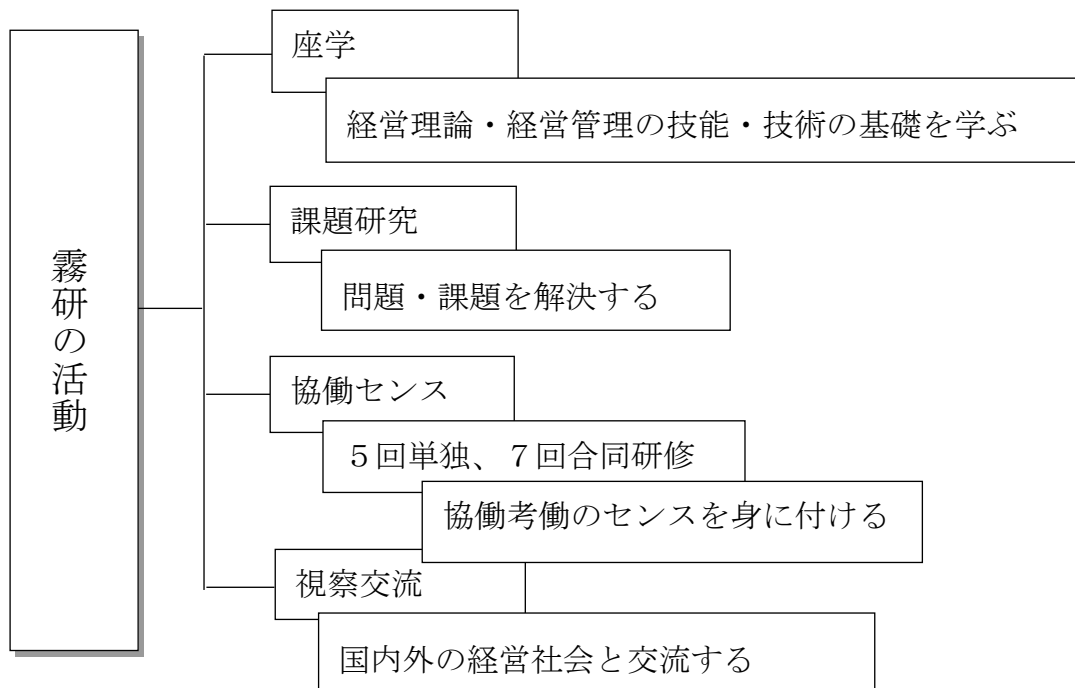 霧研の活動
座学
経営理論・経営管理の技能・技術の基礎を学ぶ
課題研究
問題・課題を解決する
協働センス
５回単独、７回合同研修
協働考働のセンスを身に付ける
視察交流
国内外の経営社会と交流する